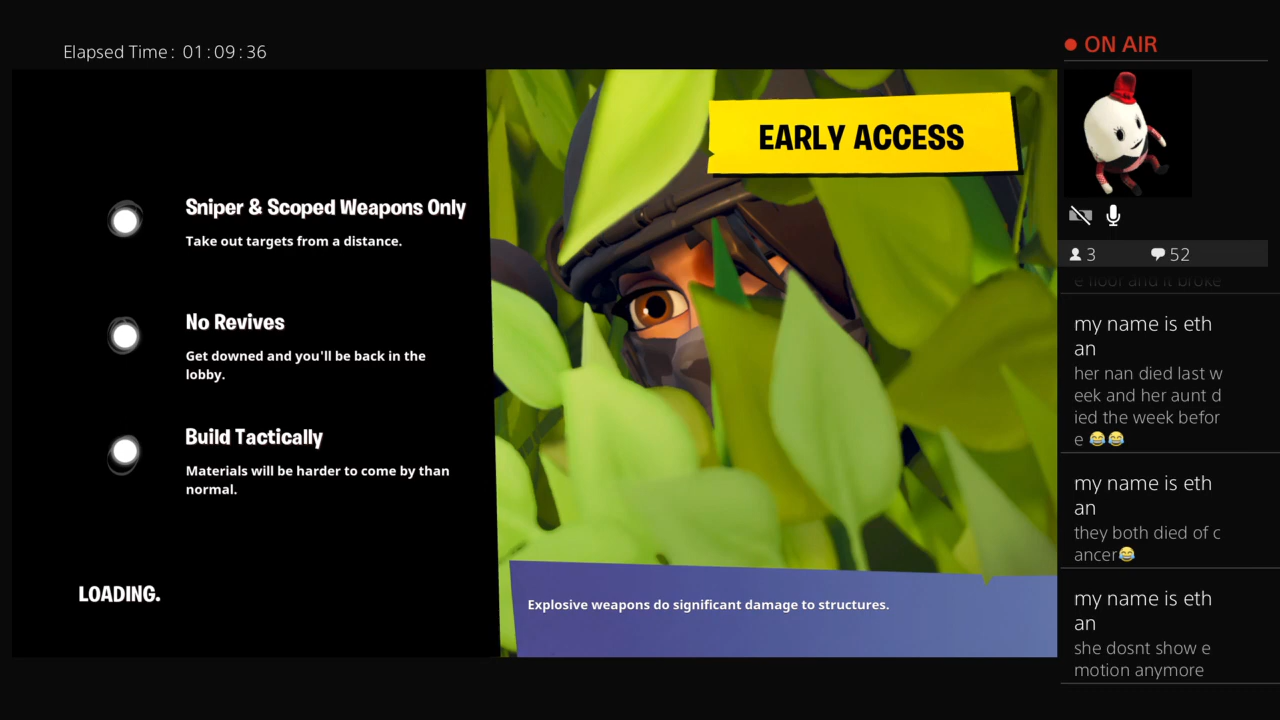 Elapsed Time: 01:09:36
ON AIR
EARLY ACCESS
Sniper & Scoped Weapons Only
Take out targets from a distance.
No Revives
Get downed and you'll be back in the
lobby.
Build Tactically
Materials will be harder to come by than
normal.
LOADING.
Explosive weapons do significant damage to structures.
3
52
e floor and it broke
my name is eth
an
her nan died last w
eek and her aunt d
ied the week befor
e 😂😂
my name is eth
an
they both died of c
ancer😂
my name is eth
an
she dosnt show e
motion anymore